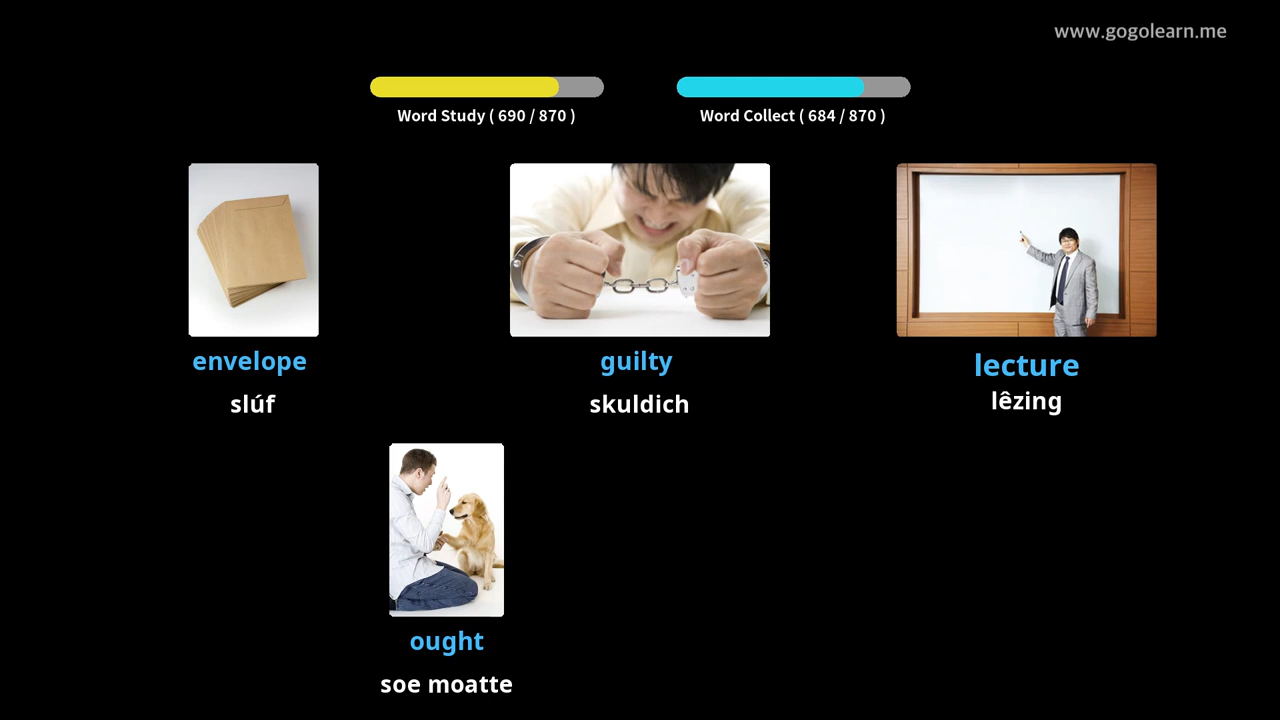 www.gogolearn.me
Word Study ( 690 / 870 )
Word Collect ( 684 / 870 )
envelope
slúf
guilty
skuldich
lecture
lêzing
ought
soe moatte